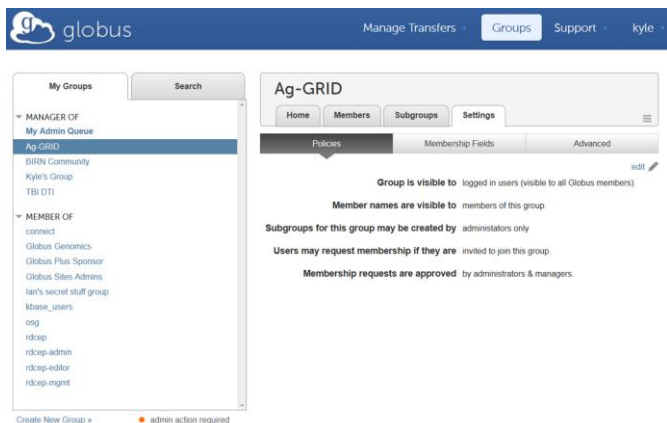 globus
Manage Transfers Groups Support kyle
My Groups Search
MANAGER OF
My Admin Queue
Ag-GRID
BIRN Community
Kyle's Group
TBI DTI
MEMBER OF
connect
Globus Genomics
Globus Plus Sponsor
Globus Sites Admins
Ian's secret stuff group
kbase_users
osg
rdcep
rdcep-admin
rdcep-editor
rdcep-mgmt
Create New Group » admin action required
Ag-GRID
Home Members Subgroups Settings
Policies Membership Fields Advanced
edit
Group is visible to logged in users (visible to all Globus members).
Member names are visible to members of this group.
Subgroups for this group may be created by administators only
Users may request membership if they are invited to join this group.
Membership requests are approved by administrators & managers.